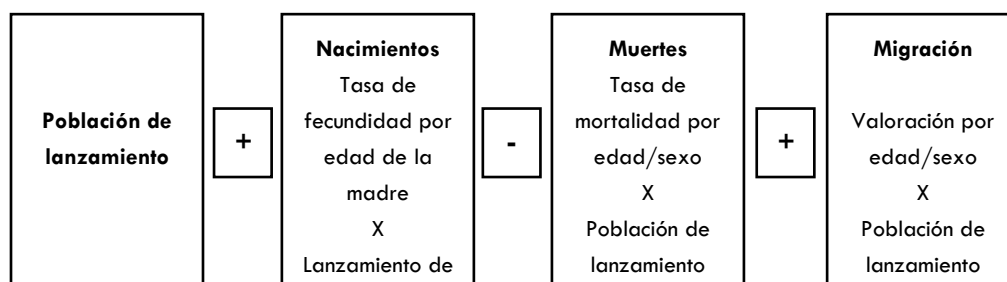 Población de
lanzamiento
+
Nacimientos
Tasa de
fecundidad por
edad de la
madre
X
Lanzamiento de
-
Muertes
Tasa de
mortalidad por
edad/sexo
X
Población de
lanzamiento
+
Migración
Valoración por
edad/sexo
X
Población de
lanzamiento